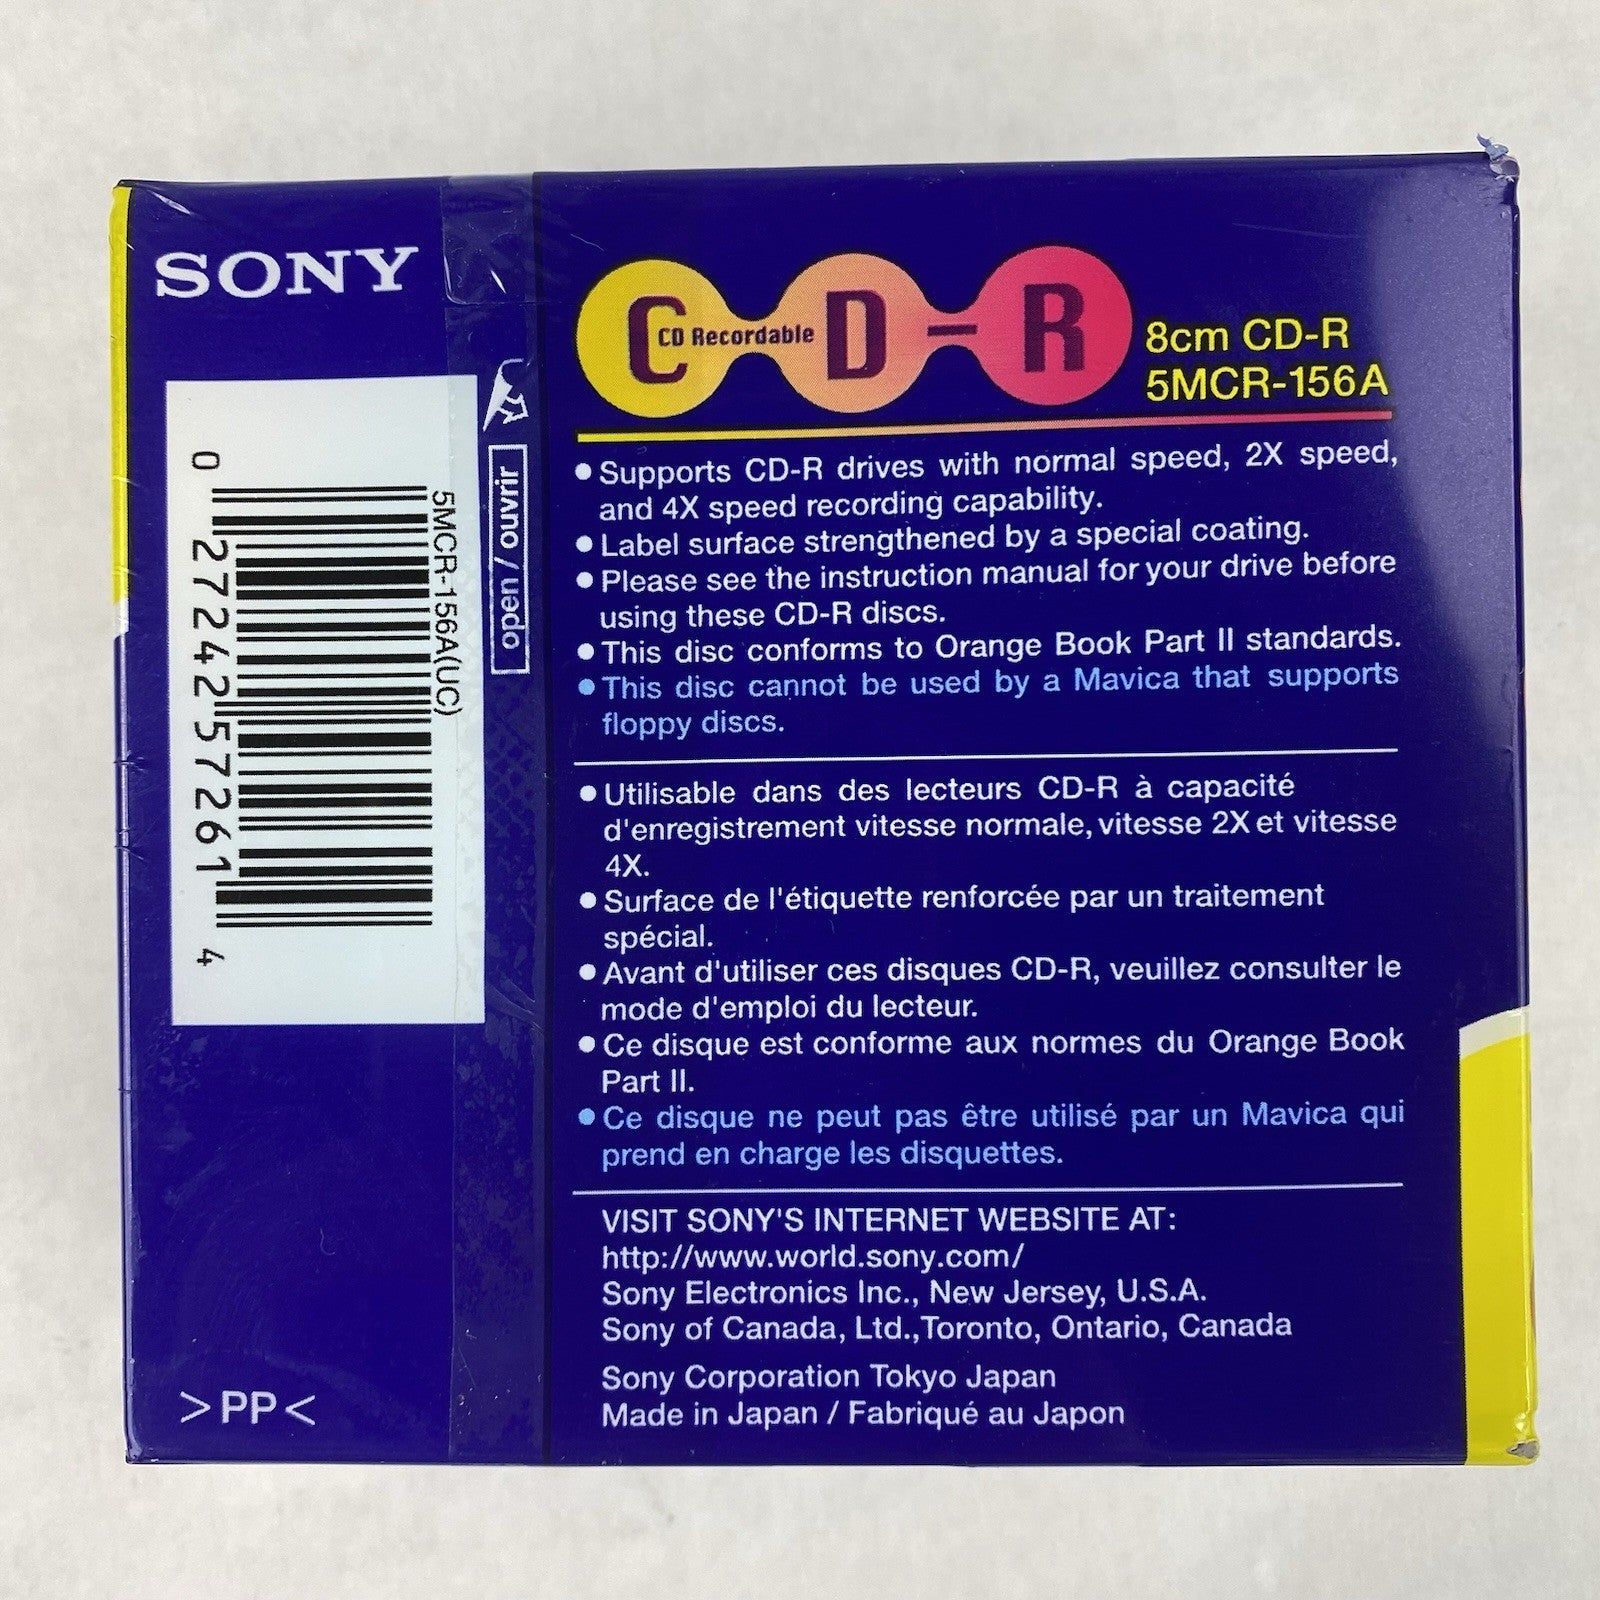 SONY
5MCR-156A(UC)
0 27242 57261 4
open / ouvrir
>PP<
CD-R
CD Recordable
8cm CD-R
5MCR-156A
● Supports CD-R drives with normal speed, 2X speed,
and 4X speed recording capability.
● Label surface strengthened by a special coating.
● Please see the instruction manual for your drive before
using these CD-R discs.
● This disc conforms to Orange Book Part II standards.
● This disc cannot be used by a Mavica that supports
floppy discs.
● Utilisable dans des lecteurs CD-R à capacité
d'enregistrement vitesse normale, vitesse 2X et vitesse
4X.
● Surface de l'étiquette renforcée par un traitement
spécial.
● Avant d'utiliser ces disques CD-R, veuillez consulter le
mode d'emploi du lecteur.
● Ce disque est conforme aux normes du Orange Book
Part II.
● Ce disque ne peut pas être utilisé par un Mavica qui
prend en charge les disquettes.
VISIT SONY'S INTERNET WEBSITE AT:
http://www.world.sony.com/
Sony Electronics Inc., New Jersey, U.S.A.
Sony of Canada, Ltd.,Toronto, Ontario, Canada
Sony Corporation Tokyo Japan
Made in Japan / Fabriqué au Japon